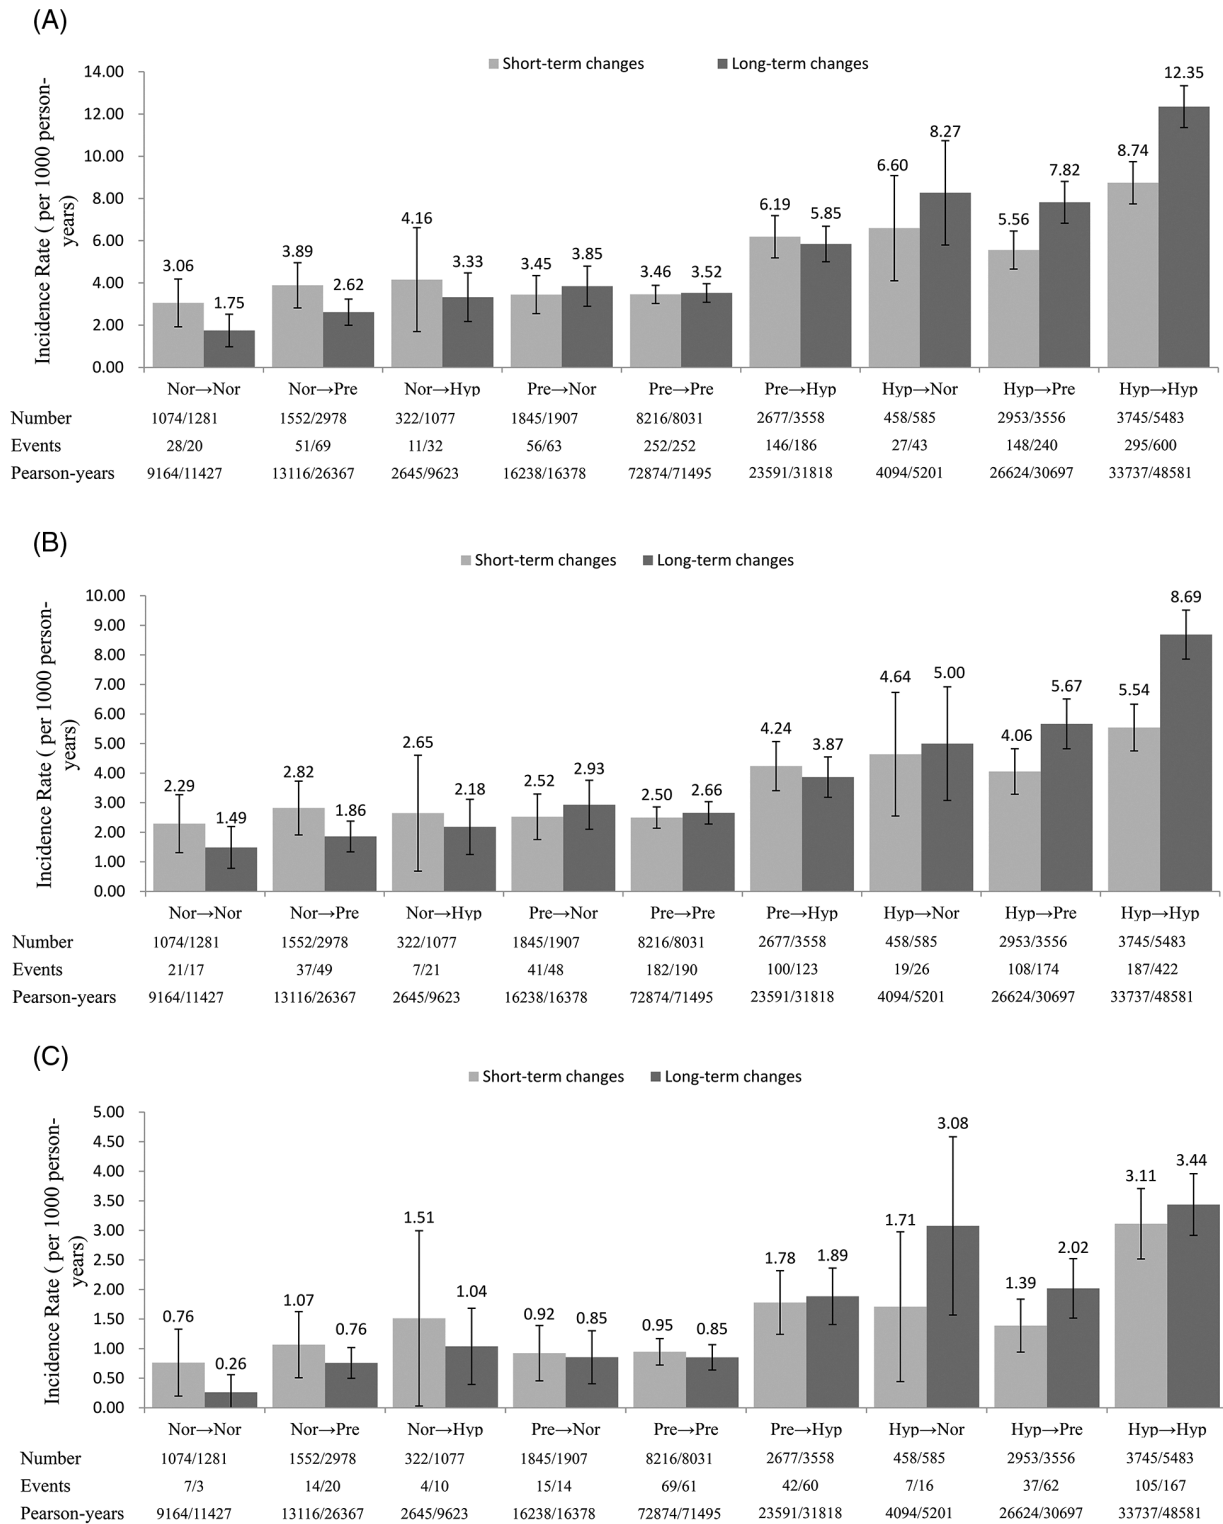 (A)
Short-term changes Long-term changes
Incidence Rate ( per 1000 person-
years)
14.00
12.00
10.00
8.00
6.00
4.00
2.00
0.00
3.06 1.75 3.89 2.62 4.16 3.33 3.45 3.85 3.46 3.52 6.19 5.85 6.60 8.27 5.56 7.82 8.74 12.35
Nor→Nor Nor→Pre Nor→Hyp Pre→Nor Pre→Pre Pre→Hyp Hyp→Nor Hyp→Pre Hyp→Hyp
Number 1074/1281 1552/2978 322/1077 1845/1907 8216/8031 2677/3558 458/585 2953/3556 3745/5483
Events 28/20 51/69 11/32 56/63 252/252 146/186 27/43 148/240 295/600
Pearson-years 9164/11427 13116/26367 2645/9623 16238/16378 72874/71495 23591/31818 4094/5201 26624/30697 33737/48581
(B)
Short-term changes Long-term changes
Incidence Rate ( per 1000 person-
years)
10.00
9.00
8.00
7.00
6.00
5.00
4.00
3.00
2.00
1.00
0.00
2.29 1.49 2.82 1.86 2.65 2.18 2.52 2.93 2.50 2.66 4.24 3.87 4.64 5.00 4.06 5.67 5.54 8.69
Nor→Nor Nor→Pre Nor→Hyp Pre→Nor Pre→Pre Pre→Hyp Hyp→Nor Hyp→Pre Hyp→Hyp
Number 1074/1281 1552/2978 322/1077 1845/1907 8216/8031 2677/3558 458/585 2953/3556 3745/5483
Events 21/17 37/49 7/21 41/48 182/190 100/123 19/26 108/174 187/422
Pearson-years 9164/11427 13116/26367 2645/9623 16238/16378 72874/71495 23591/31818 4094/5201 26624/30697 33737/48581
(C)
Short-term changes Long-term changes
Incidence Rate ( per 1000 person-
years)
5.00
4.50
4.00
3.50
3.00
2.50
2.00
1.50
1.00
0.50
0.00
0.76 0.26 1.07 0.76 1.51 1.04 0.92 0.85 0.95 0.85 1.78 1.89 1.71 3.08 1.39 2.02 3.11 3.44
Nor→Nor Nor→Pre Nor→Hyp Pre→Nor Pre→Pre Pre→Hyp Hyp→Nor Hyp→Pre Hyp→Hyp
Number 1074/1281 1552/2978 322/1077 1845/1907 8216/8031 2677/3558 458/585 2953/3556 3745/5483
Events 7/3 14/20 4/10 15/14 69/61 42/60 7/16 37/62 105/167
Pearson-years 9164/11427 13116/26367 2645/9623 16238/16378 72874/71495 23591/31818 4094/5201 26624/30697 33737/48581